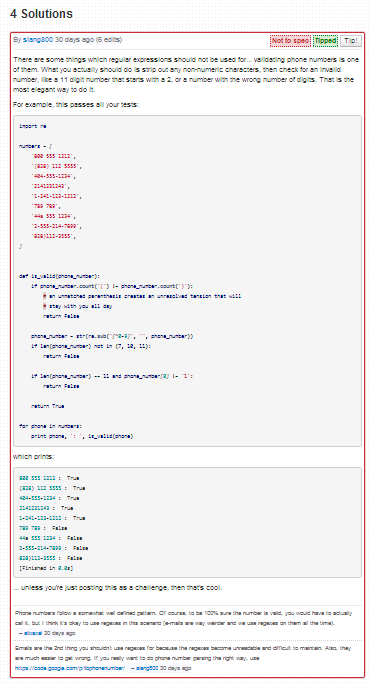 4 Solutions
By slang800 30 days ago (6 edits) Not to spec Tipped Tip!
There are some things which regular expressions should not be used for... validating phone numbers is one
of them. What you actually should do is strip out any non-numeric characters, then check for an invalid
number, like a 11 digit number that starts with a 2, or a number with the wrong number of digits. That is the
most elegant way to do it.
For example, this passes all your tests:
import re
numbers = [
'800 555 1212',
'(828) 112 5555',
'404-555-1234',
'2141231243',
'1-241-123-1212',
'789 789',
'44a 555 1234',
'2-555-214-7899',
'828)112-3555',
]
def is_valid(phone_number):
if phone_number.count('(') != phone_number.count(')'):
# an unmatched parenthesis creates an unresolved tension that will
# stay with you all day
return False
phone_number = str(re.sub("[^0-9]", "", phone_number))
if len(phone_number) not in (7, 10, 11):
return False
if len(phone_number) == 11 and phone_number[0] != '1':
return False
return True
for phone in numbers:
print phone, ': ', is_valid(phone)
which prints:
800 555 1212 : True
(828) 112 5555 : True
404-555-1234 : True
2141231243 : True
1-241-123-1212 : True
789 789 : False
44a 555 1234 : False
2-555-214-7899 : False
828)112-3555 : False
[Finished in 0.0s]
... unless you're just posting this as a challenge, then that's cool.
Phone numbers follow a somewhat well defined pattern. Of course, to be 100% sure the number is valid, you would have to actually
call it, but I think it's okay to use regexes in this scenario (e-mails are way weirder and we use regexes on them all the time).
30 days ago
Emails are the 2nd thing you shouldn't use regexes for because the regexes become unreadable and difficult to maintain. Also, they
are much easier to get wrong. If you really want to do phone number parsing the right way, use
https://code.google.com/p/libphonenumber/ – slang800 30 days ago